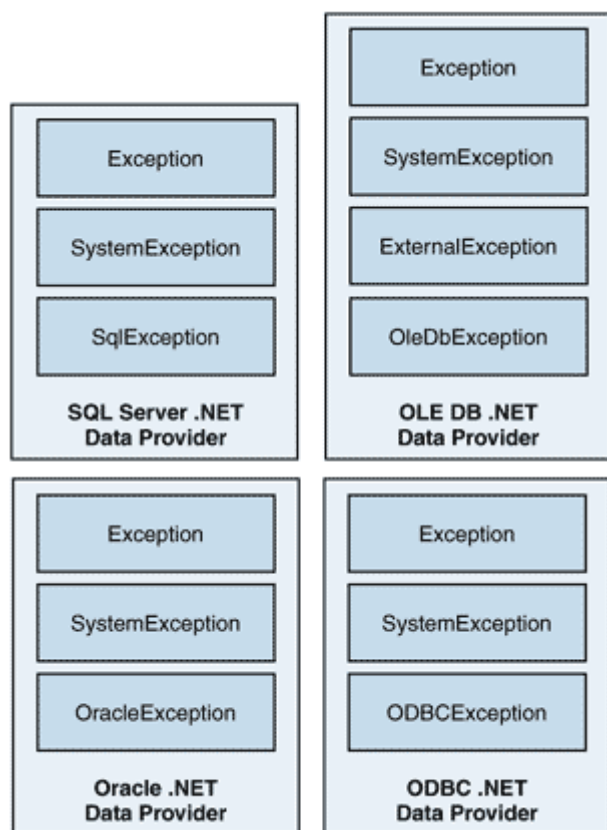 Exception
SystemException
SqlException
SQL Server .NET
Data Provider
Exception
SystemException
ExternalException
OleDbException
OLE DB .NET
Data Provider
Exception
SystemException
OracleException
Oracle .NET
Data Provider
Exception
SystemException
ODBCException
ODBC .NET
Data Provider